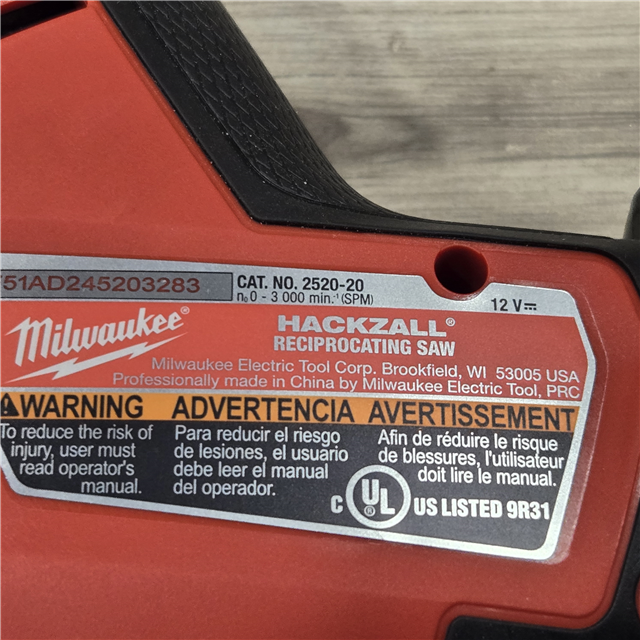 51AD245203283
CAT. NO. 2520-20
n₀ 0 - 3 000 min.⁻¹ (SPM)
12 V⎓
Milwaukee®
HACKZALL®
RECIPROCATING SAW
Milwaukee Electric Tool Corp. Brookfield, WI 53005 USA
Professionally made in China by Milwaukee Electric Tool, PRC
⚠WARNING ADVERTENCIA AVERTISSEMENT
To reduce the risk of
injury, user must
read operator's
manual.
Para reducir el riesgo
de lesiones, el usuario
debe leer el manual
del operador.
Afin de réduire le risque
de blessures, l'utilisateur
doit lire le manual.
C UL US LISTED 9R31